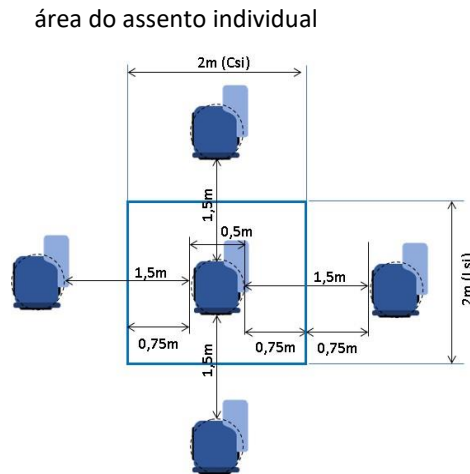 área do assento individual
2m (Csi)
1,5m
0,5m
1,5m
1,5m
2m (Lsi)
0,75m
0,75m
0,75m
1,5m